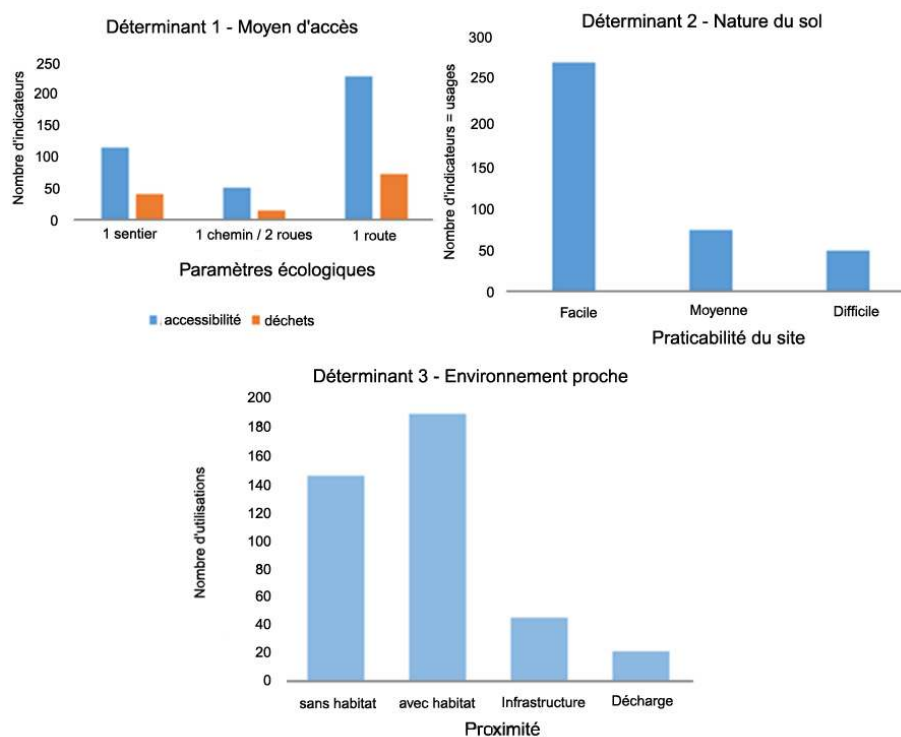 Déterminant 1 - Moyen d'accès
Nombre d'indicateurs
250
200
150
100
50
0
1 sentier
1 chemin / 2 roues
1 route
Paramètres écologiques
accessibilité
déchets
Déterminant 2 - Nature du sol
Nombre d'indicateurs = usages
300
250
200
150
100
50
0
Facile
Moyenne
Difficile
Praticabilité du site
Déterminant 3 - Environnement proche
Nombre d'utilisations
200
180
160
140
120
100
80
60
40
20
0
sans habitat
avec habitat
Infrastructure
Décharge
Proximité